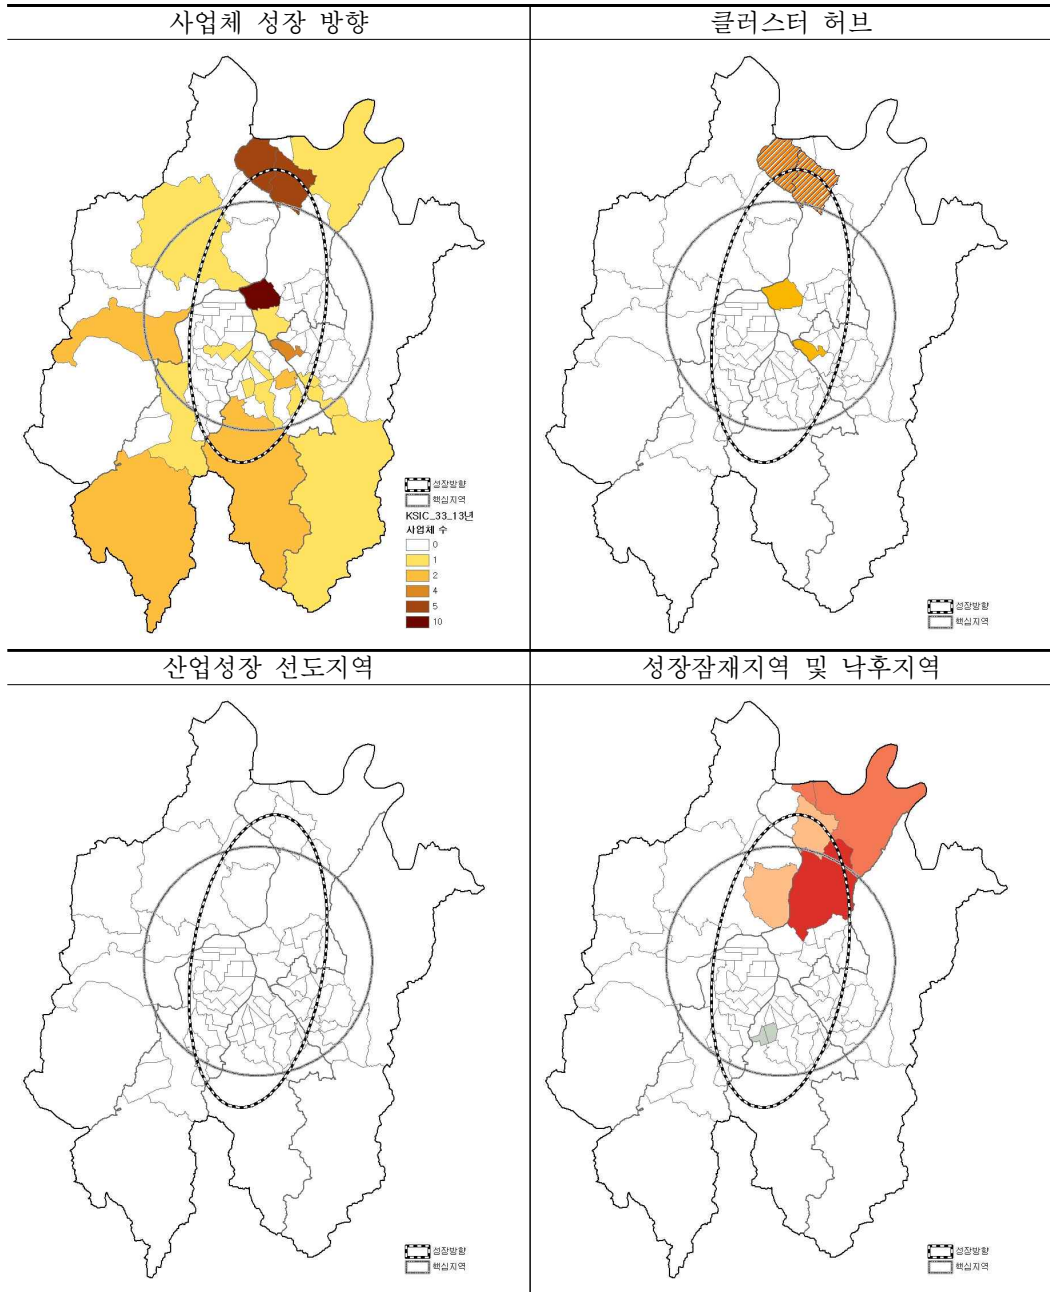 사업체 성장 방향
클러스터 허브
성장방향
핵심지역
KSIC_33_13년
사업체 수
0
1
2
4
5
10
성장방향
핵심지역
산업성장 선도지역
성장잠재지역 및 낙후지역
성장방향
핵심지역
성장방향
핵심지역